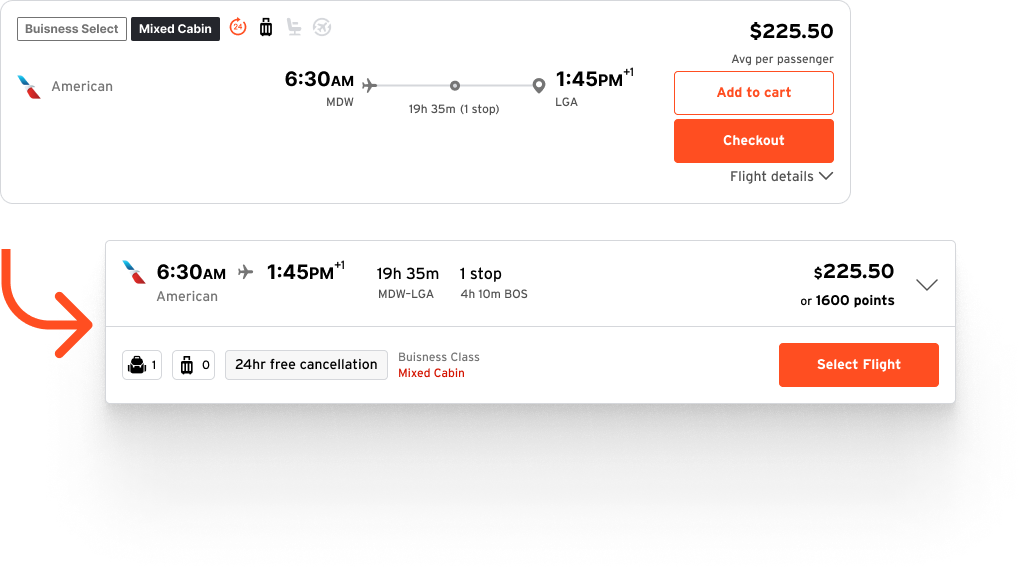 Buisness Select Mixed Cabin 24
$225.50
Avg per passenger
American
6:30AM
MDW
19h 35m (1 stop)
1:45PM+1
LGA
Add to cart
Checkout
Flight details
6:30AM 1:45PM+1
American
19h 35m 1 stop
MDW-LGA 4h 10m BOS
$225.50
or 1600 points
1 0 24hr free cancellation
Buisness Class
Mixed Cabin
Select Flight